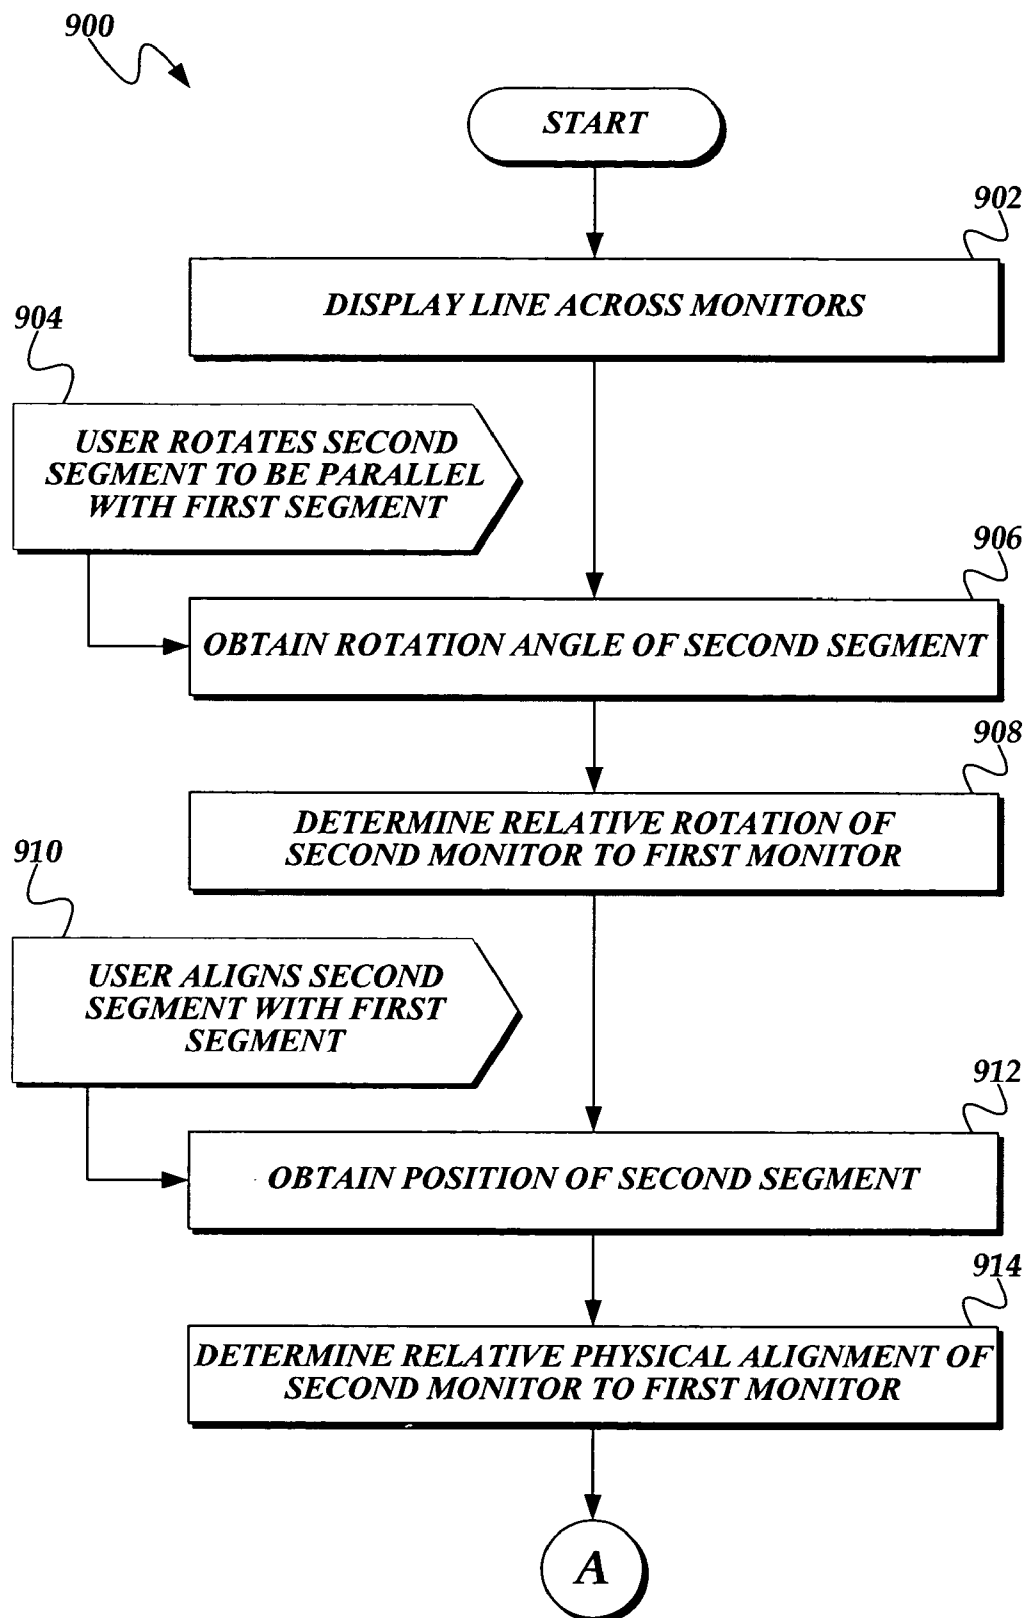 900
START
902
DISPLAY LINE ACROSS MONITORS
904
USER ROTATES SECOND
SEGMENT TO BE PARALLEL
WITH FIRST SEGMENT
906
OBTAIN ROTATION ANGLE OF SECOND SEGMENT
908
DETERMINE RELATIVE ROTATION OF
SECOND MONITOR TO FIRST MONITOR
910
USER ALIGNS SECOND
SEGMENT WITH FIRST
SEGMENT
912
OBTAIN POSITION OF SECOND SEGMENT
914
DETERMINE RELATIVE PHYSICAL ALIGNMENT OF
SECOND MONITOR TO FIRST MONITOR
A